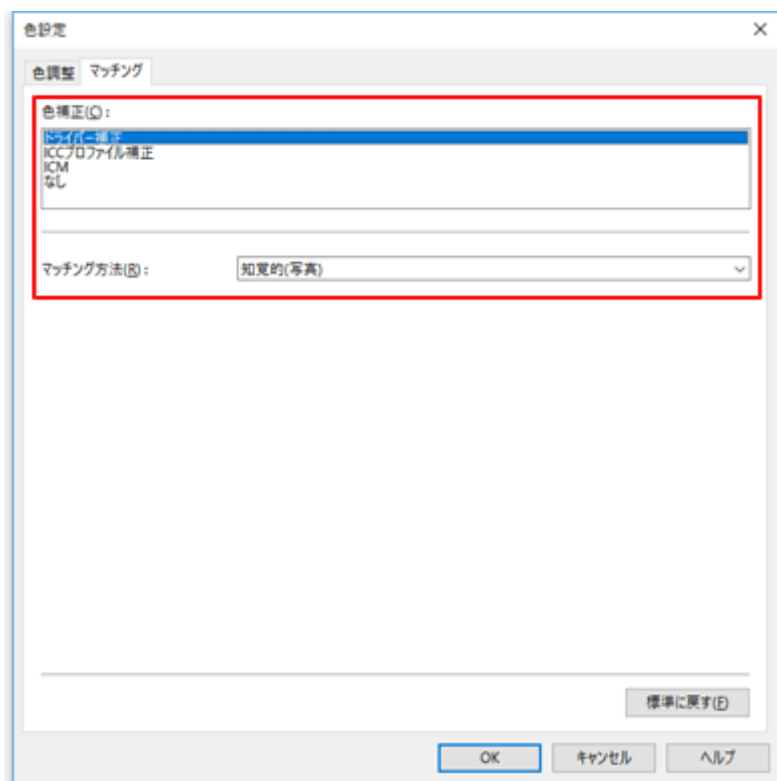 色設定
色調整 マッチング
色補正(C):
ドライバー補正
ICCプロファイル補正
ICM
なし
マッチング方法(R): 知覚的(写真)
標準に戻す(F)
OK キャンセル ヘルプ